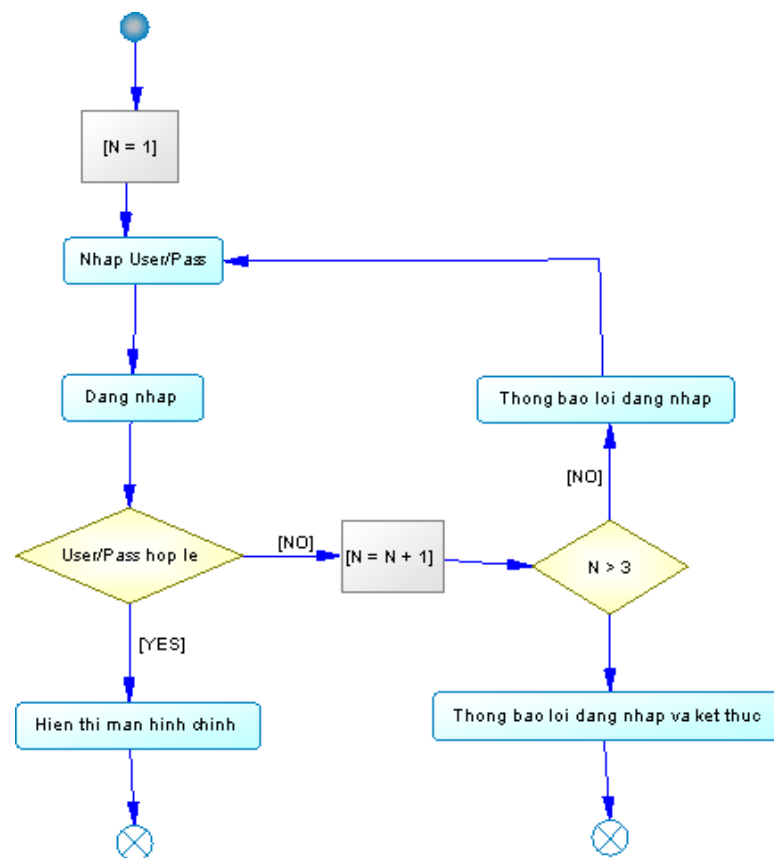 [N = 1]
Nhap User/Pass
Dang nhap
Thong bao loi dang nhap
[NO]
User/Pass hop le
[NO]
[N = N + 1]
N > 3
[YES]
Hien thi man hinh chinh
Thong bao loi dang nhap va ket thuc